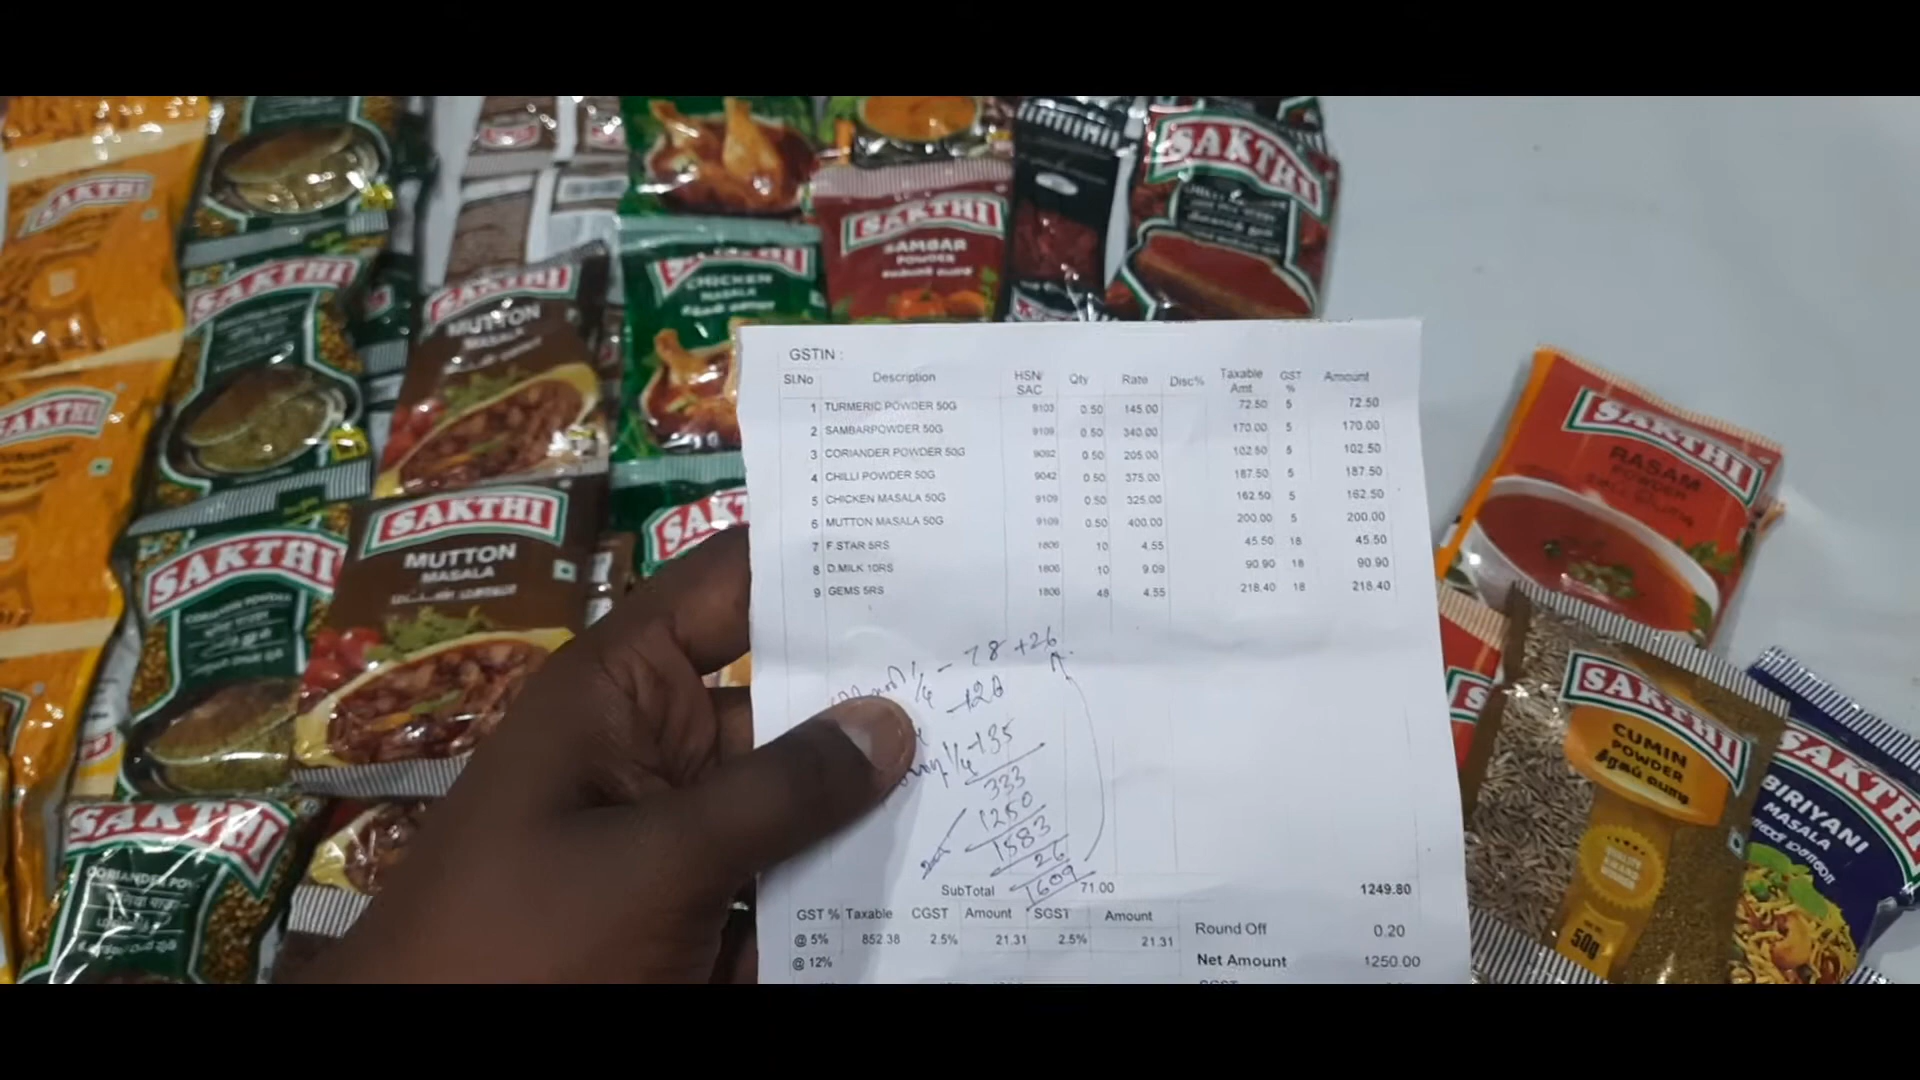 SAKTHI
SAKTHI
SAKTHI
SAKTHI
MUTTON
MASALA
CHICKEN
MASALA
SAKTHI
SAMBAR
POWDER
SAKTHI
SAKTHI
SAKTHI
MUTTON
MASALA
SAKTHI
SAKTHI
CORIANDER POWDER
SAKTHI
GSTIN :
Sl.No Description HSN/SAC Qty Rate Disc% Taxable Amt GST % Amount
1 TURMERIC POWDER 50G 9103 0.50 145.00 72.50 5 72.50
2 SAMBARPOWDER 50G 9109 0.50 340.00 170.00 5 170.00
3 CORIANDER POWDER 50G 9092 0.50 205.00 102.50 5 102.50
4 CHILLI POWDER 50G 9042 0.50 375.00 187.50 5 187.50
5 CHICKEN MASALA 50G 9109 0.50 325.00 162.50 5 162.50
6 MUTTON MASALA 50G 9109 0.50 400.00 200.00 5 200.00
7 F.STAR 5RS 1806 10 4.55 45.50 18 45.50
8 D.MILK 10RS 1806 10 9.09 90.90 18 90.90
9 GEMS 5RS 1806 48 4.55 218.40 18 218.40
1/4 - 78 +26
1/4 -135
333
1250
1583
26
1609
SubTotal 71.00 1249.80
GST % Taxable CGST Amount SGST Amount
@ 5% 852.38 2.5% 21.31 2.5% 21.31
@ 12%
Round Off 0.20
Net Amount 1250.00
SAKTHI
RASAM
POWDER
SAKTHI
CUMIN
POWDER
சீரகப் பொடி
50g
SAKTHI
BIRIYANI
MASALA